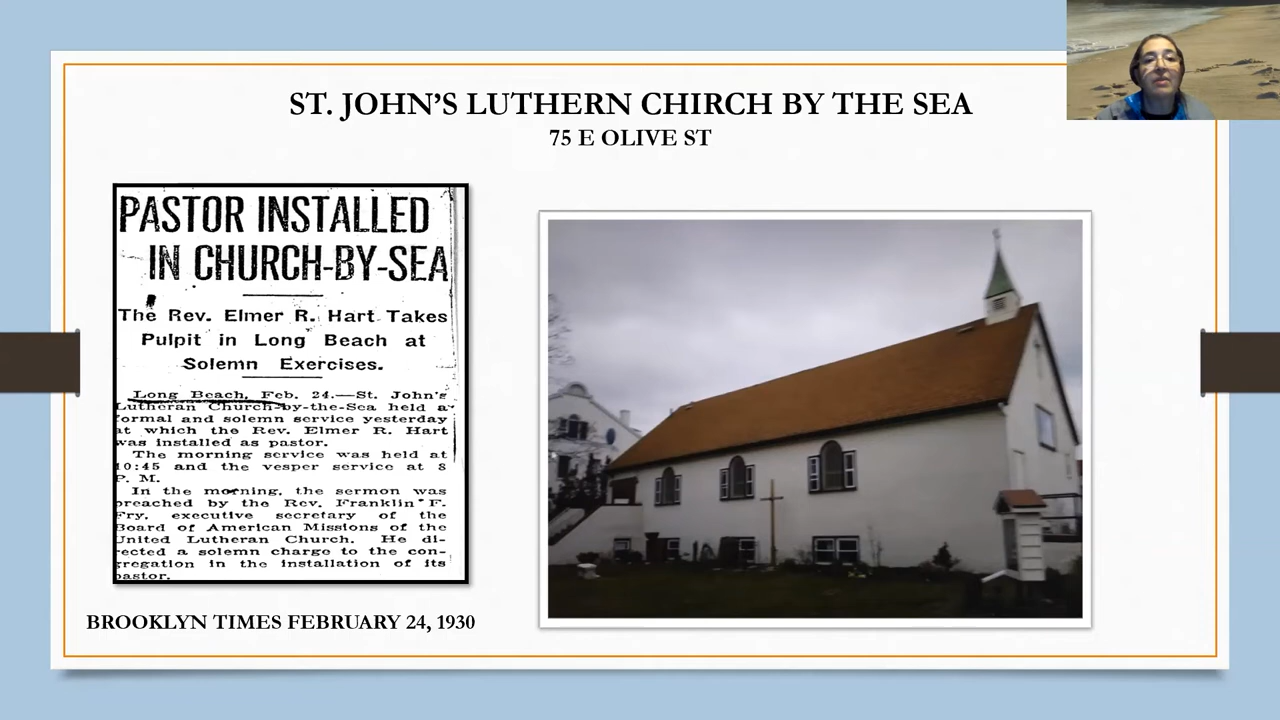 ST. JOHN'S LUTHERN CHIRCH BY THE SEA
75 E OLIVE ST
PASTOR INSTALLED
IN CHURCH-BY-SEA
The Rev. Elmer R. Hart Takes
Pulpit in Long Beach at
Solemn Exercises.
Long Beach, Feb. 24.—St. John's
Lutheran Church-by-the-Sea held a
formal and solemn service yesterday
at which the Rev. Elmer R. Hart
was installed as pastor.
The morning service was held at
10:45 and the vesper service at 8
P. M.
In the morning, the sermon was
preached by the Rev. Franklin F.
Fry, executive secretary of the
Board of American Missions of the
United Lutheran Church. He di-
rected a solemn charge to the con-
gregation in the installation of its
pastor.
BROOKLYN TIMES FEBRUARY 24, 1930